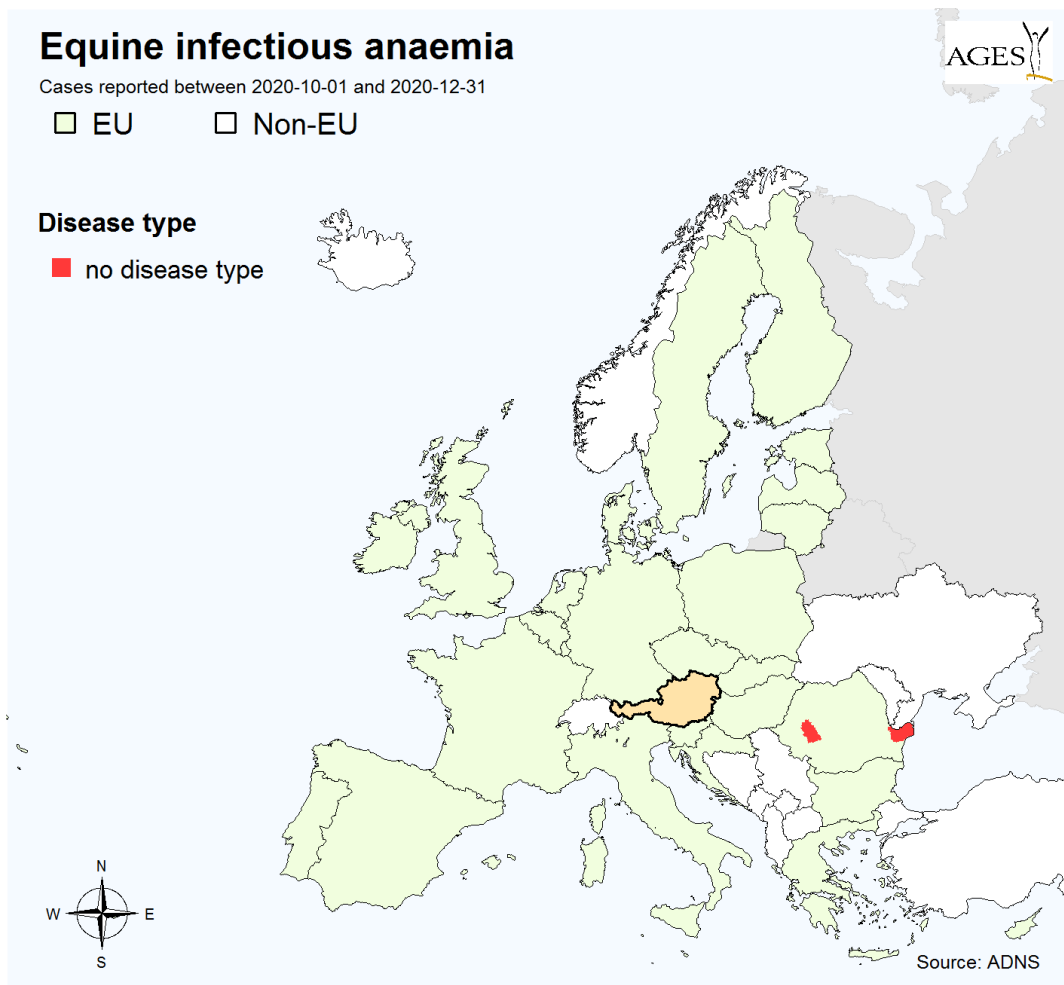 Equine infectious anaemia
AGES
Cases reported between 2020-10-01 and 2020-12-31
EU Non-EU
Disease type
no disease type
N
W E
S
Source: ADNS